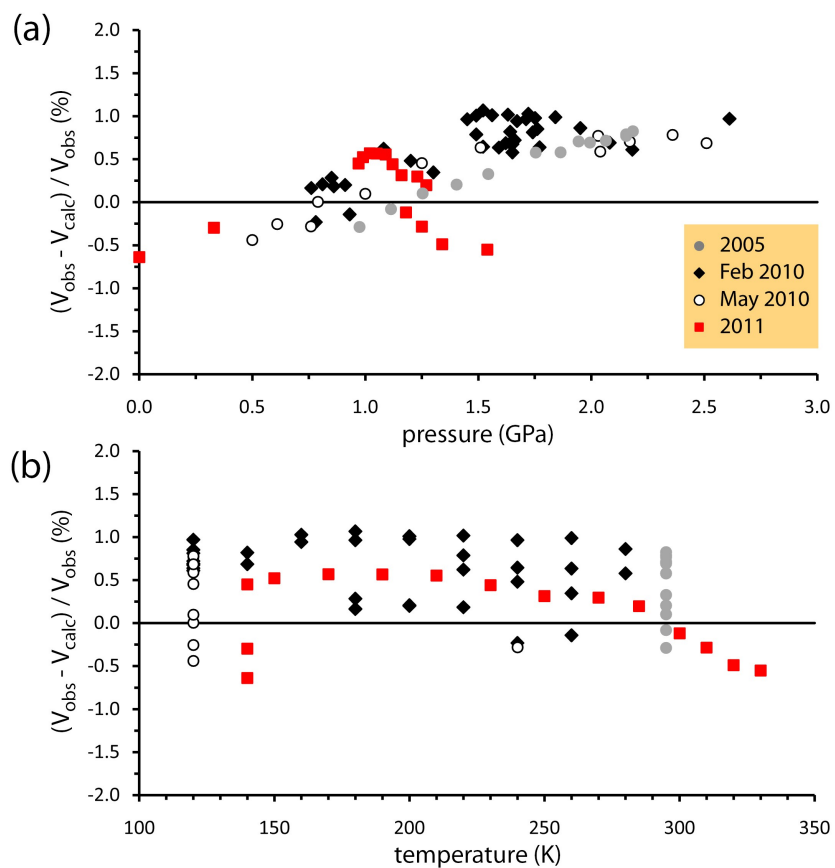 (a)
(Vobs - Vcalc) / Vobs (%)
2.0
1.5
1.0
0.5
0.0
-0.5
-1.0
-1.5
-2.0
2005
Feb 2010
May 2010
2011
0.0 0.5 1.0 1.5 2.0 2.5 3.0
pressure (GPa)
(b)
(Vobs - Vcalc) / Vobs (%)
2.0
1.5
1.0
0.5
0.0
-0.5
-1.0
-1.5
-2.0
100 150 200 250 300 350
temperature (K)